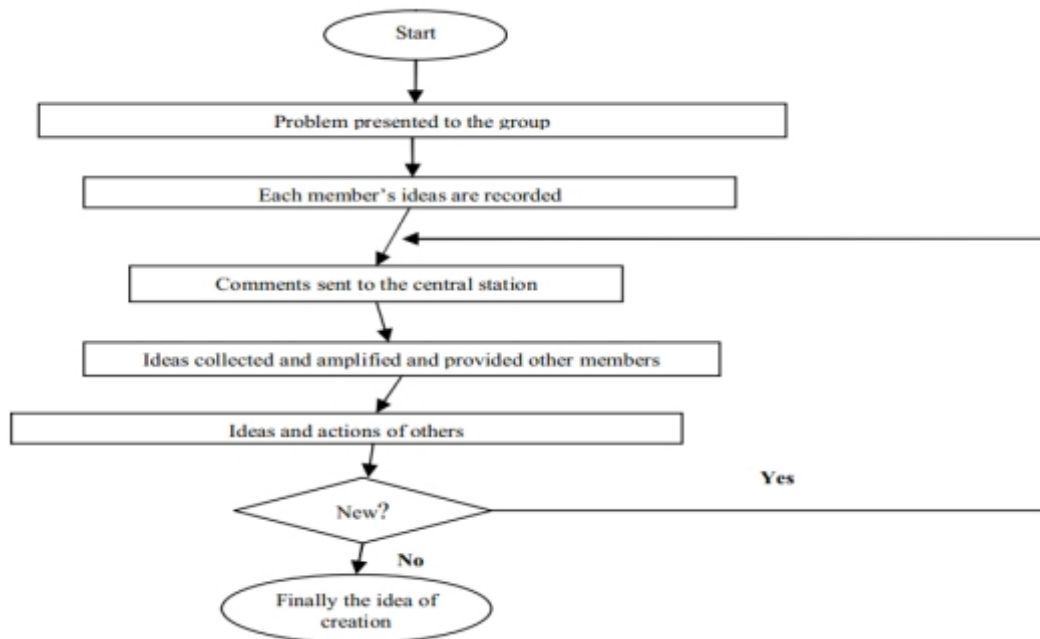 Start
Problem presented to the group
Each member's ideas are recorded
Comments sent to the central station
Ideas collected and amplified and provided other members
Ideas and actions of others
Yes
New?
No
Finally the idea of
creation